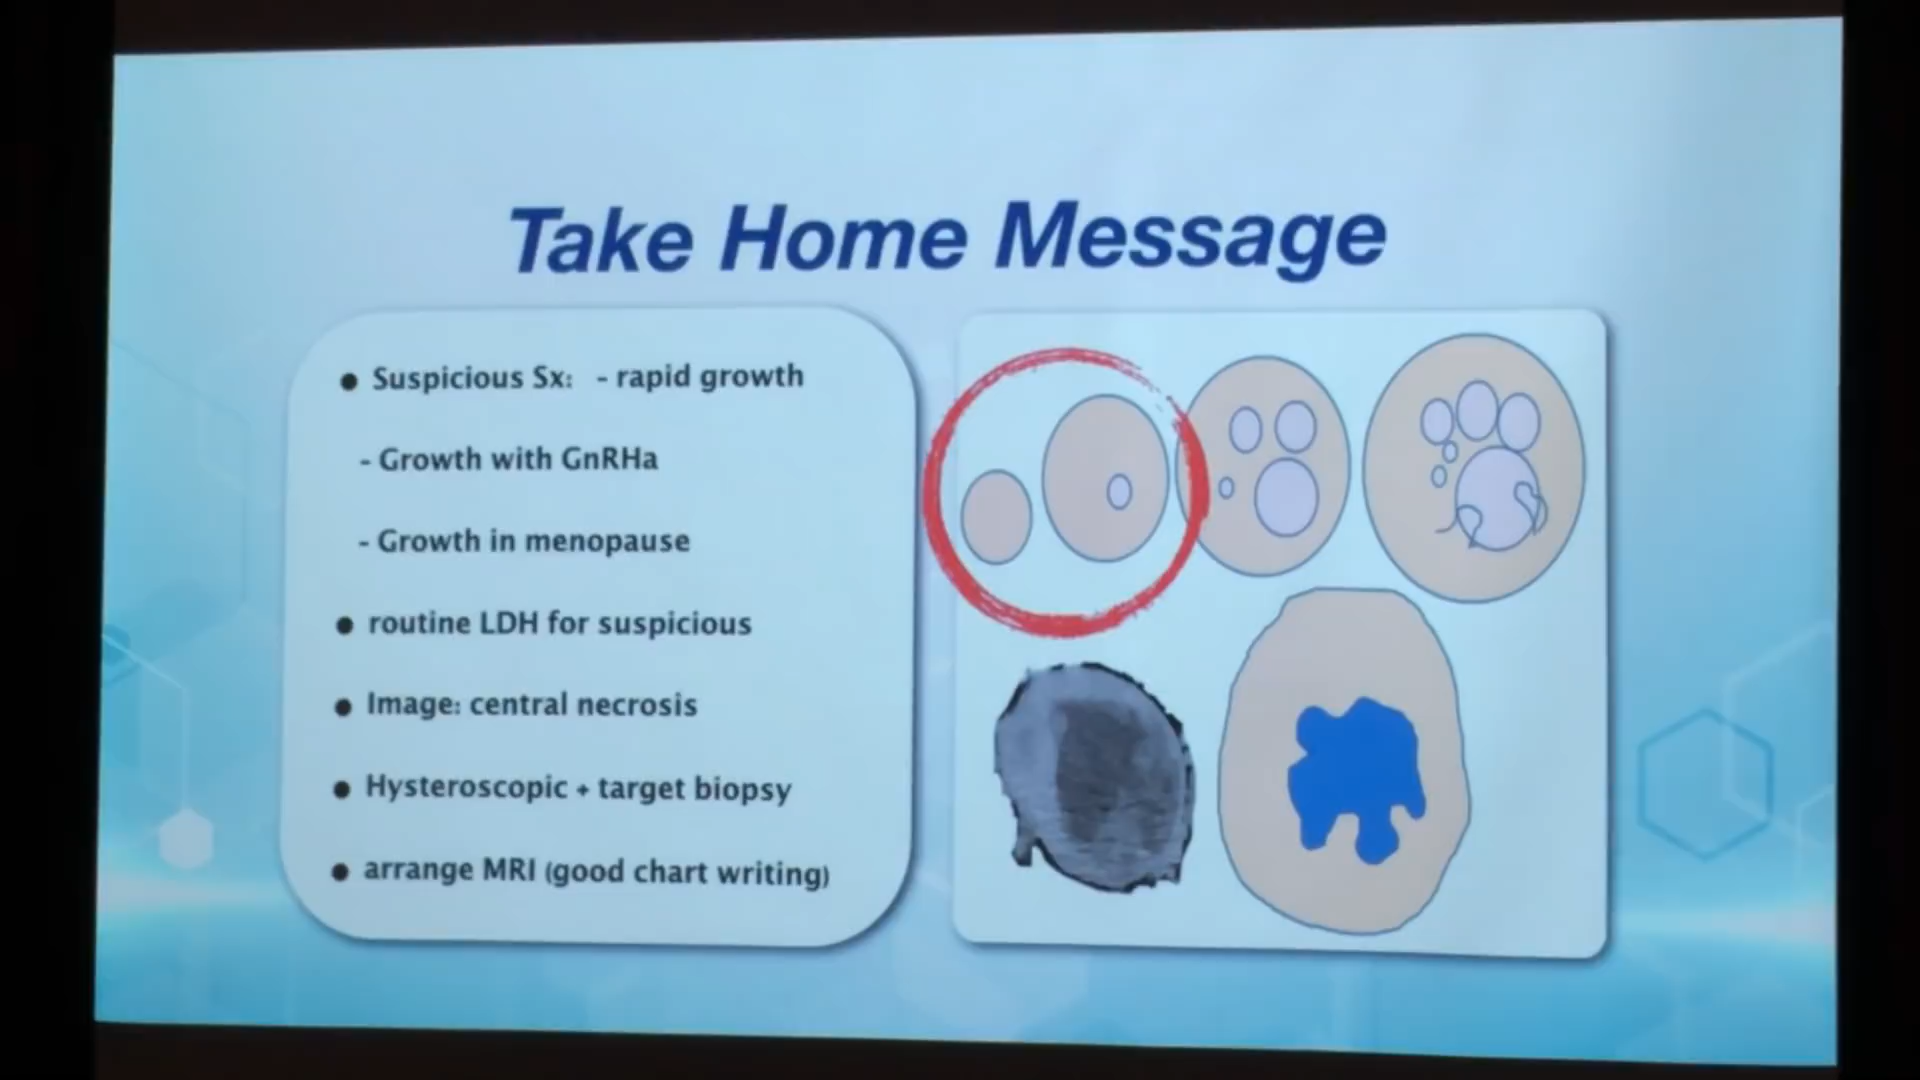 Take Home Message
• Suspicious Sx: - rapid growth
- Growth with GnRHa
- Growth in menopause
• routine LDH for suspicious
• Image: central necrosis
• Hysteroscopic + target biopsy
• arrange MRI (good chart writing)